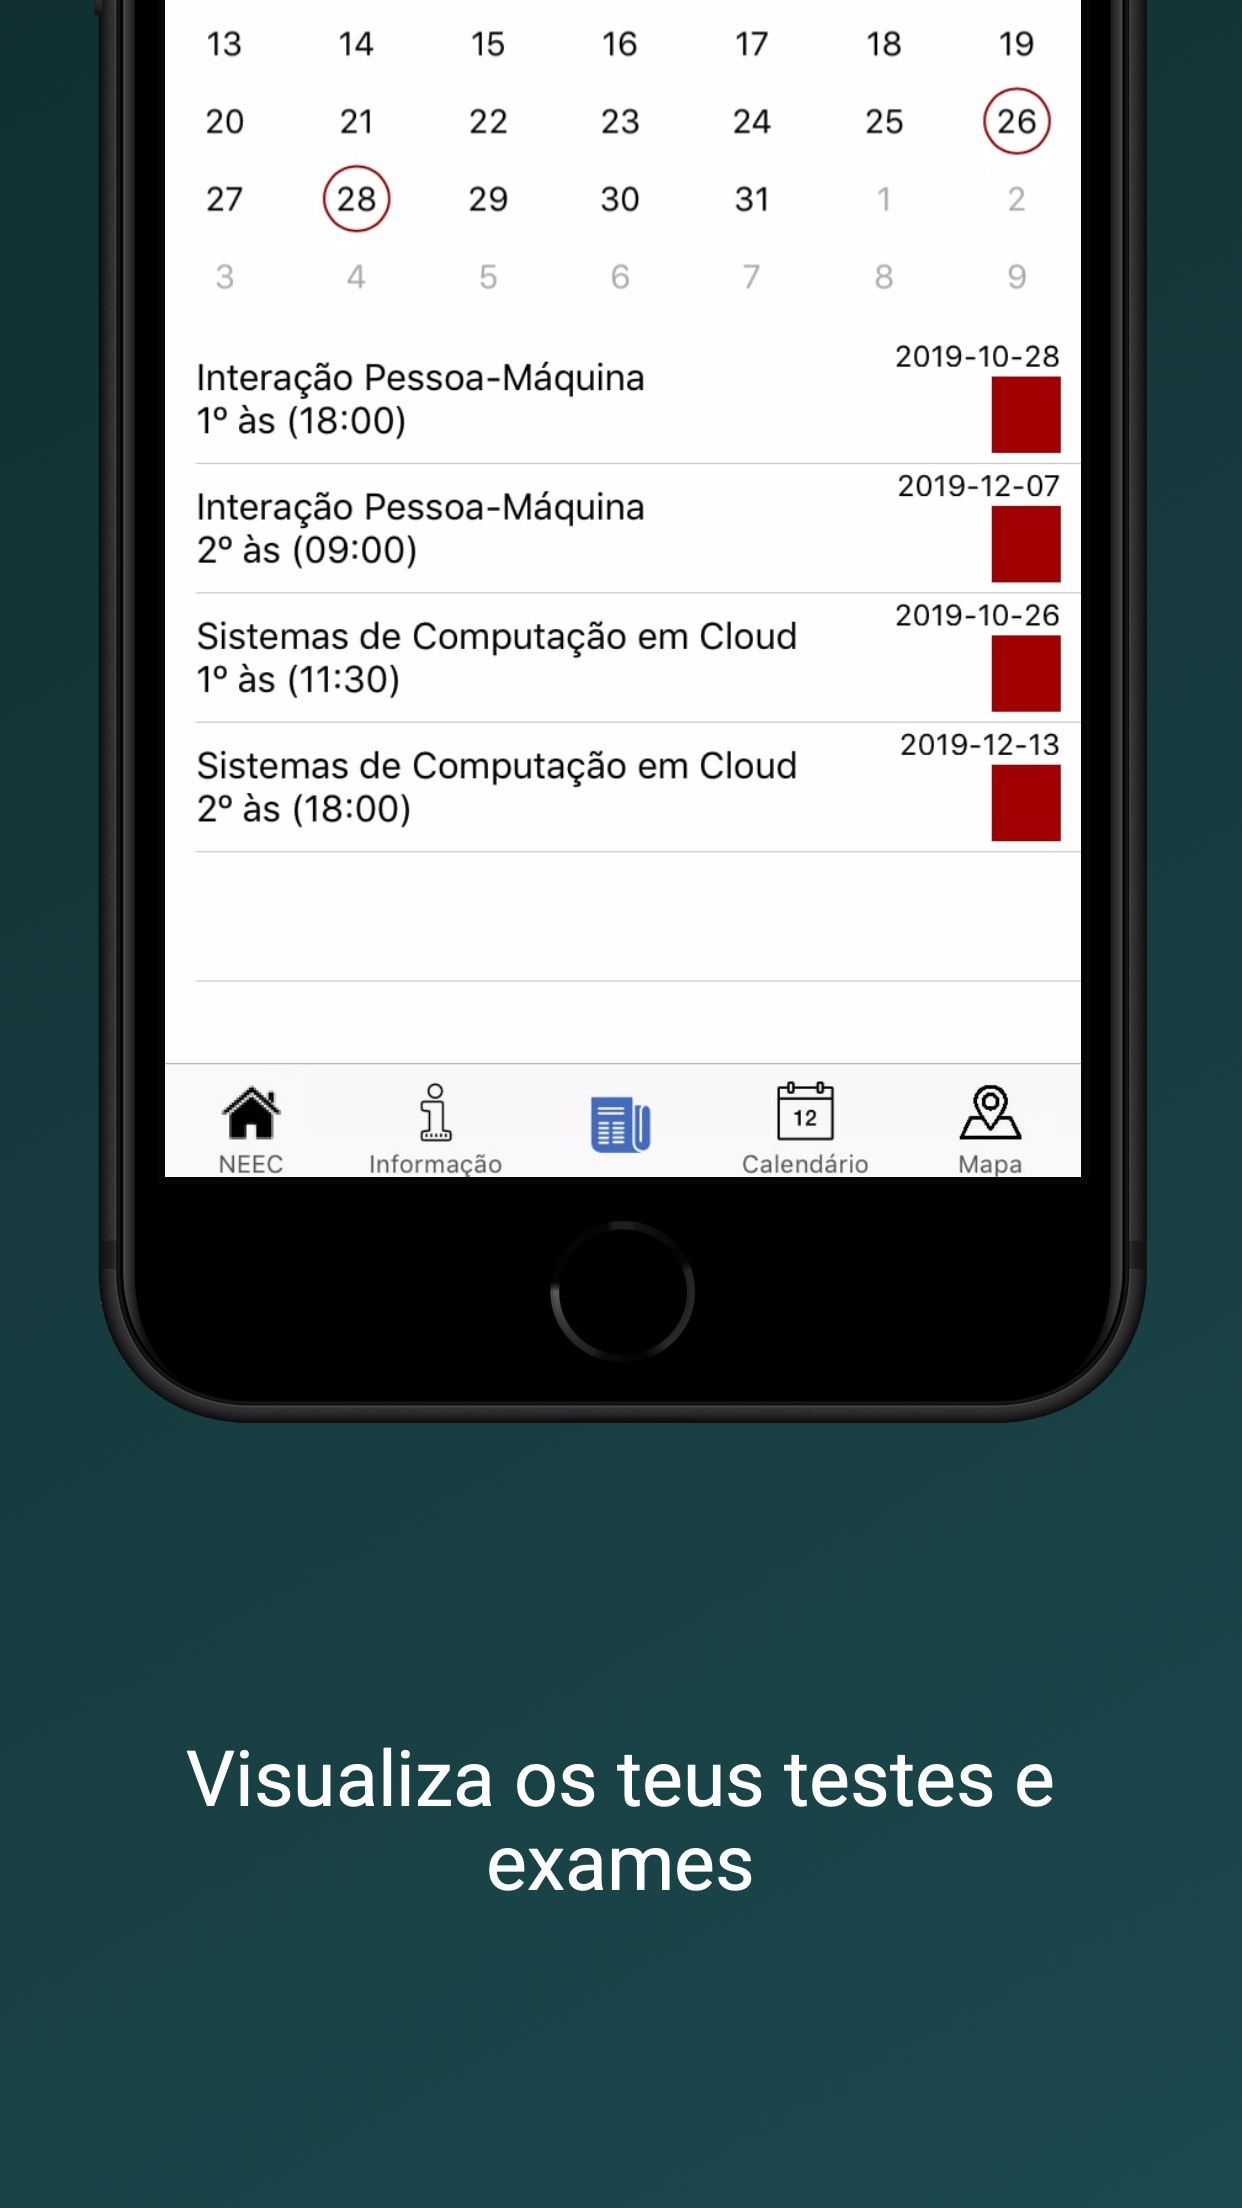 13 14 15 16 17 18 19
20 21 22 23 24 25 26
27 28 29 30 31 1 2
3 4 5 6 7 8 9
2019-10-28
Interação Pessoa-Máquina
1º às (18:00)
2019-12-07
Interação Pessoa-Máquina
2º às (09:00)
2019-10-26
Sistemas de Computação em Cloud
1º às (11:30)
2019-12-13
Sistemas de Computação em Cloud
2º às (18:00)
12
NEEC Informação Calendário Mapa
Visualiza os teus testes e
exames